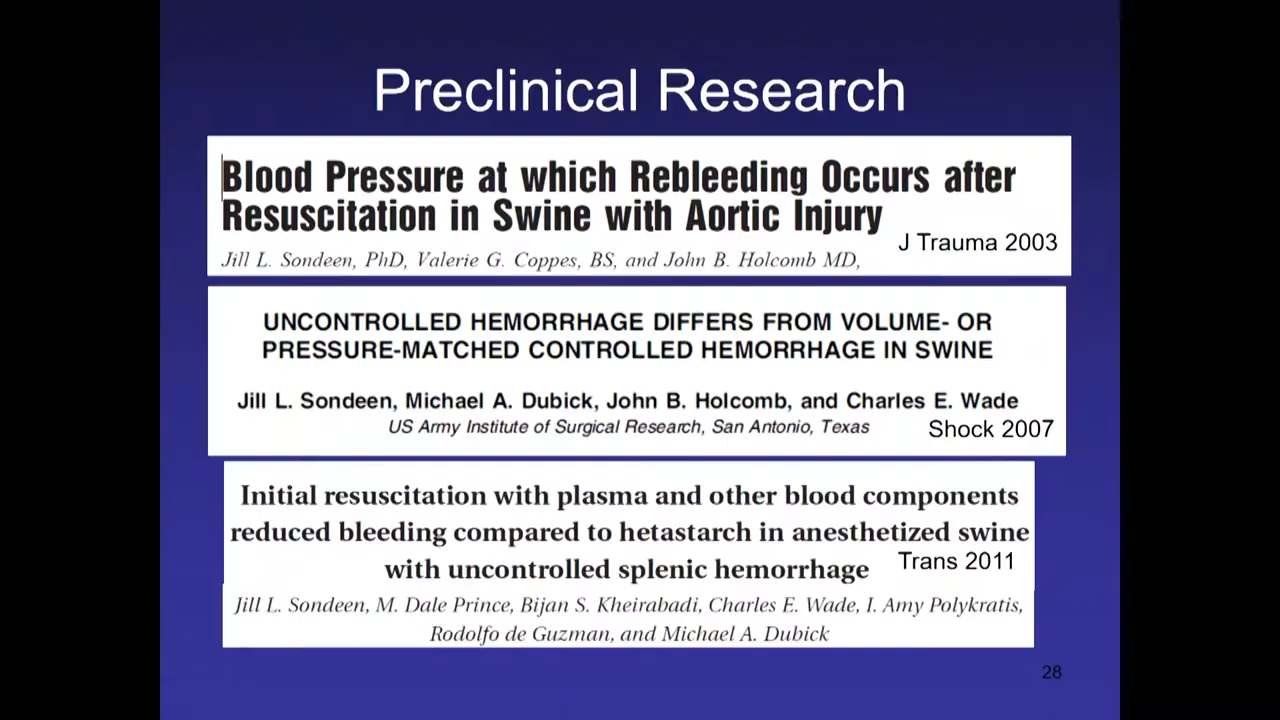 Preclinical Research
Blood Pressure at which Rebleeding Occurs after
Resuscitation in Swine with Aortic Injury
J Trauma 2003
Jill L. Sondeen, PhD, Valerie G. Coppes, BS, and John B. Holcomb MD,
UNCONTROLLED HEMORRHAGE DIFFERS FROM VOLUME- OR
PRESSURE-MATCHED CONTROLLED HEMORRHAGE IN SWINE
Jill L. Sondeen, Michael A. Dubick, John B. Holcomb, and Charles E. Wade
US Army Institute of Surgical Research, San Antonio, Texas
Shock 2007
Initial resuscitation with plasma and other blood components
reduced bleeding compared to hetastarch in anesthetized swine
with uncontrolled splenic hemorrhage
Trans 2011
Jill L. Sondeen, M. Dale Prince, Bijan S. Kheirabadi, Charles E. Wade, I. Amy Polykratis,
Rodolfo de Guzman, and Michael A. Dubick
28